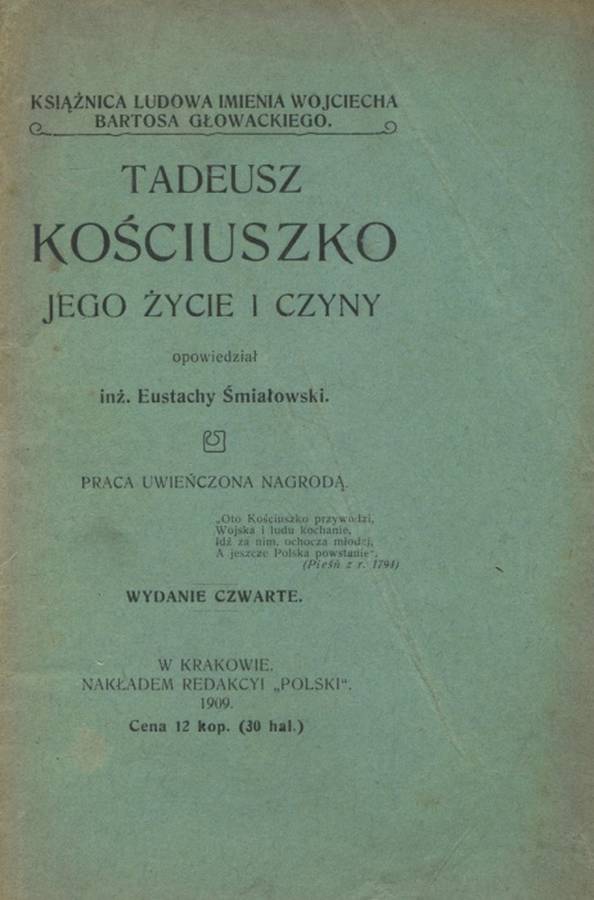 KSIĄŻNICA LUDOWA IMIENIA WOJCIECHA
BARTOSA GŁOWACKIEGO.
TADEUSZ
KOŚCIUSZKO
JEGO ŻYCIE I CZYNY
opowiedział
inż. Eustachy Śmiałowski.
PRACA UWIEŃCZONA NAGRODĄ.
„Oto Kościuszko przywodzi,
Wojska i ludu kochanie,
Idź za nim, ochocza młodzi,
A jeszcze Polska powstanie“.
(Pieśń z r. 1794)
WYDANIE CZWARTE.
W KRAKOWIE.
NAKŁADEM REDAKCYI „POLSKI“.
1909.
Cena 12 kop. (30 hal.)